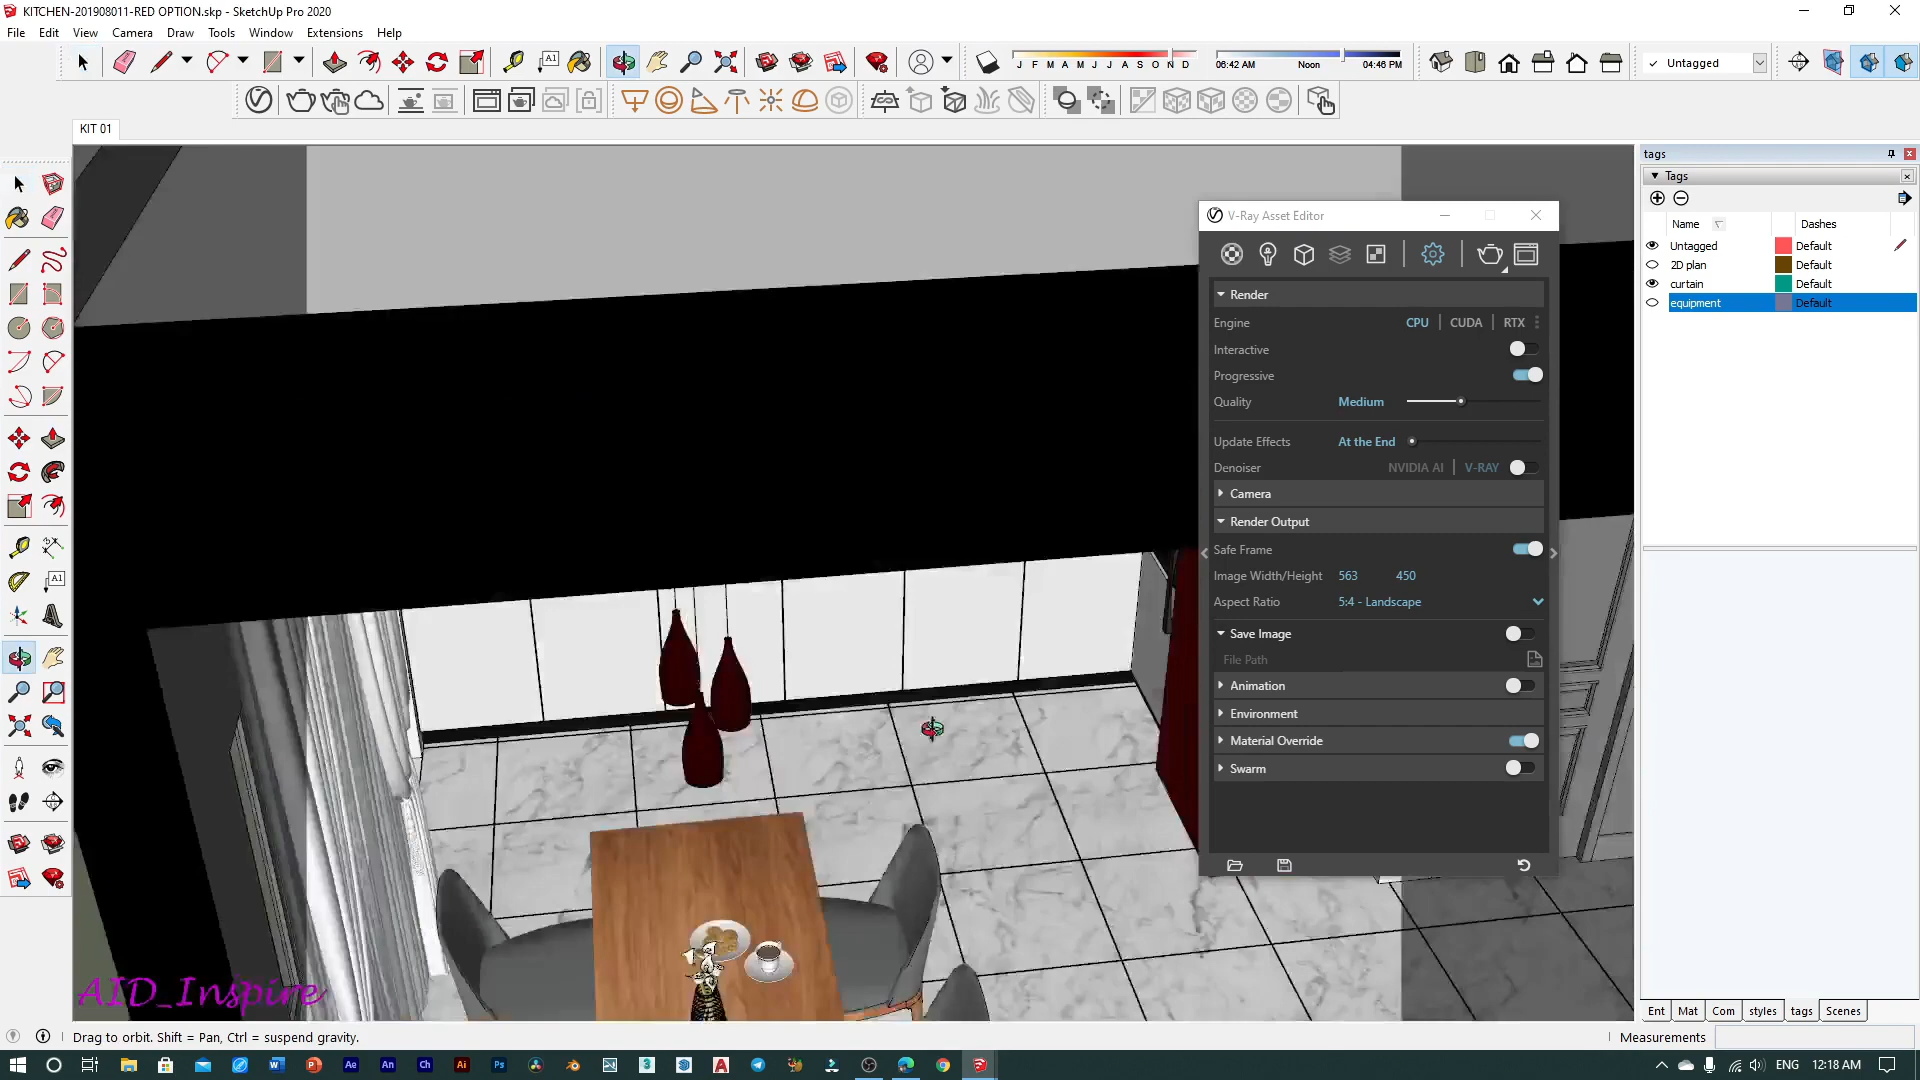 KITCHEN-201908011-RED OPTION.skp - SketchUp Pro 2020
File Edit View Camera Draw Tools Window Extensions Help
J F M A M J J A S O N D
06:42 AM Noon 04:46 PM
Untagged
KIT 01
tags
Tags
Name Dashes
Untagged Default
2D plan Default
curtain Default
equipment Default
V-Ray Asset Editor
Render
Engine CPU CUDA RTX
Interactive
Progressive
Quality Medium
Update Effects At the End
Denoiser NVIDIA AI V-RAY
Camera
Render Output
Safe Frame
Image Width/Height 563 450
Aspect Ratio 5:4 - Landscape
Save Image
File Path
Animation
Environment
Material Override
Swarm
AID_Inspire
Ent Mat Com styles tags Scenes
Drag to orbit. Shift = Pan, Ctrl = suspend gravity.
Measurements
ENG 12:18 AM